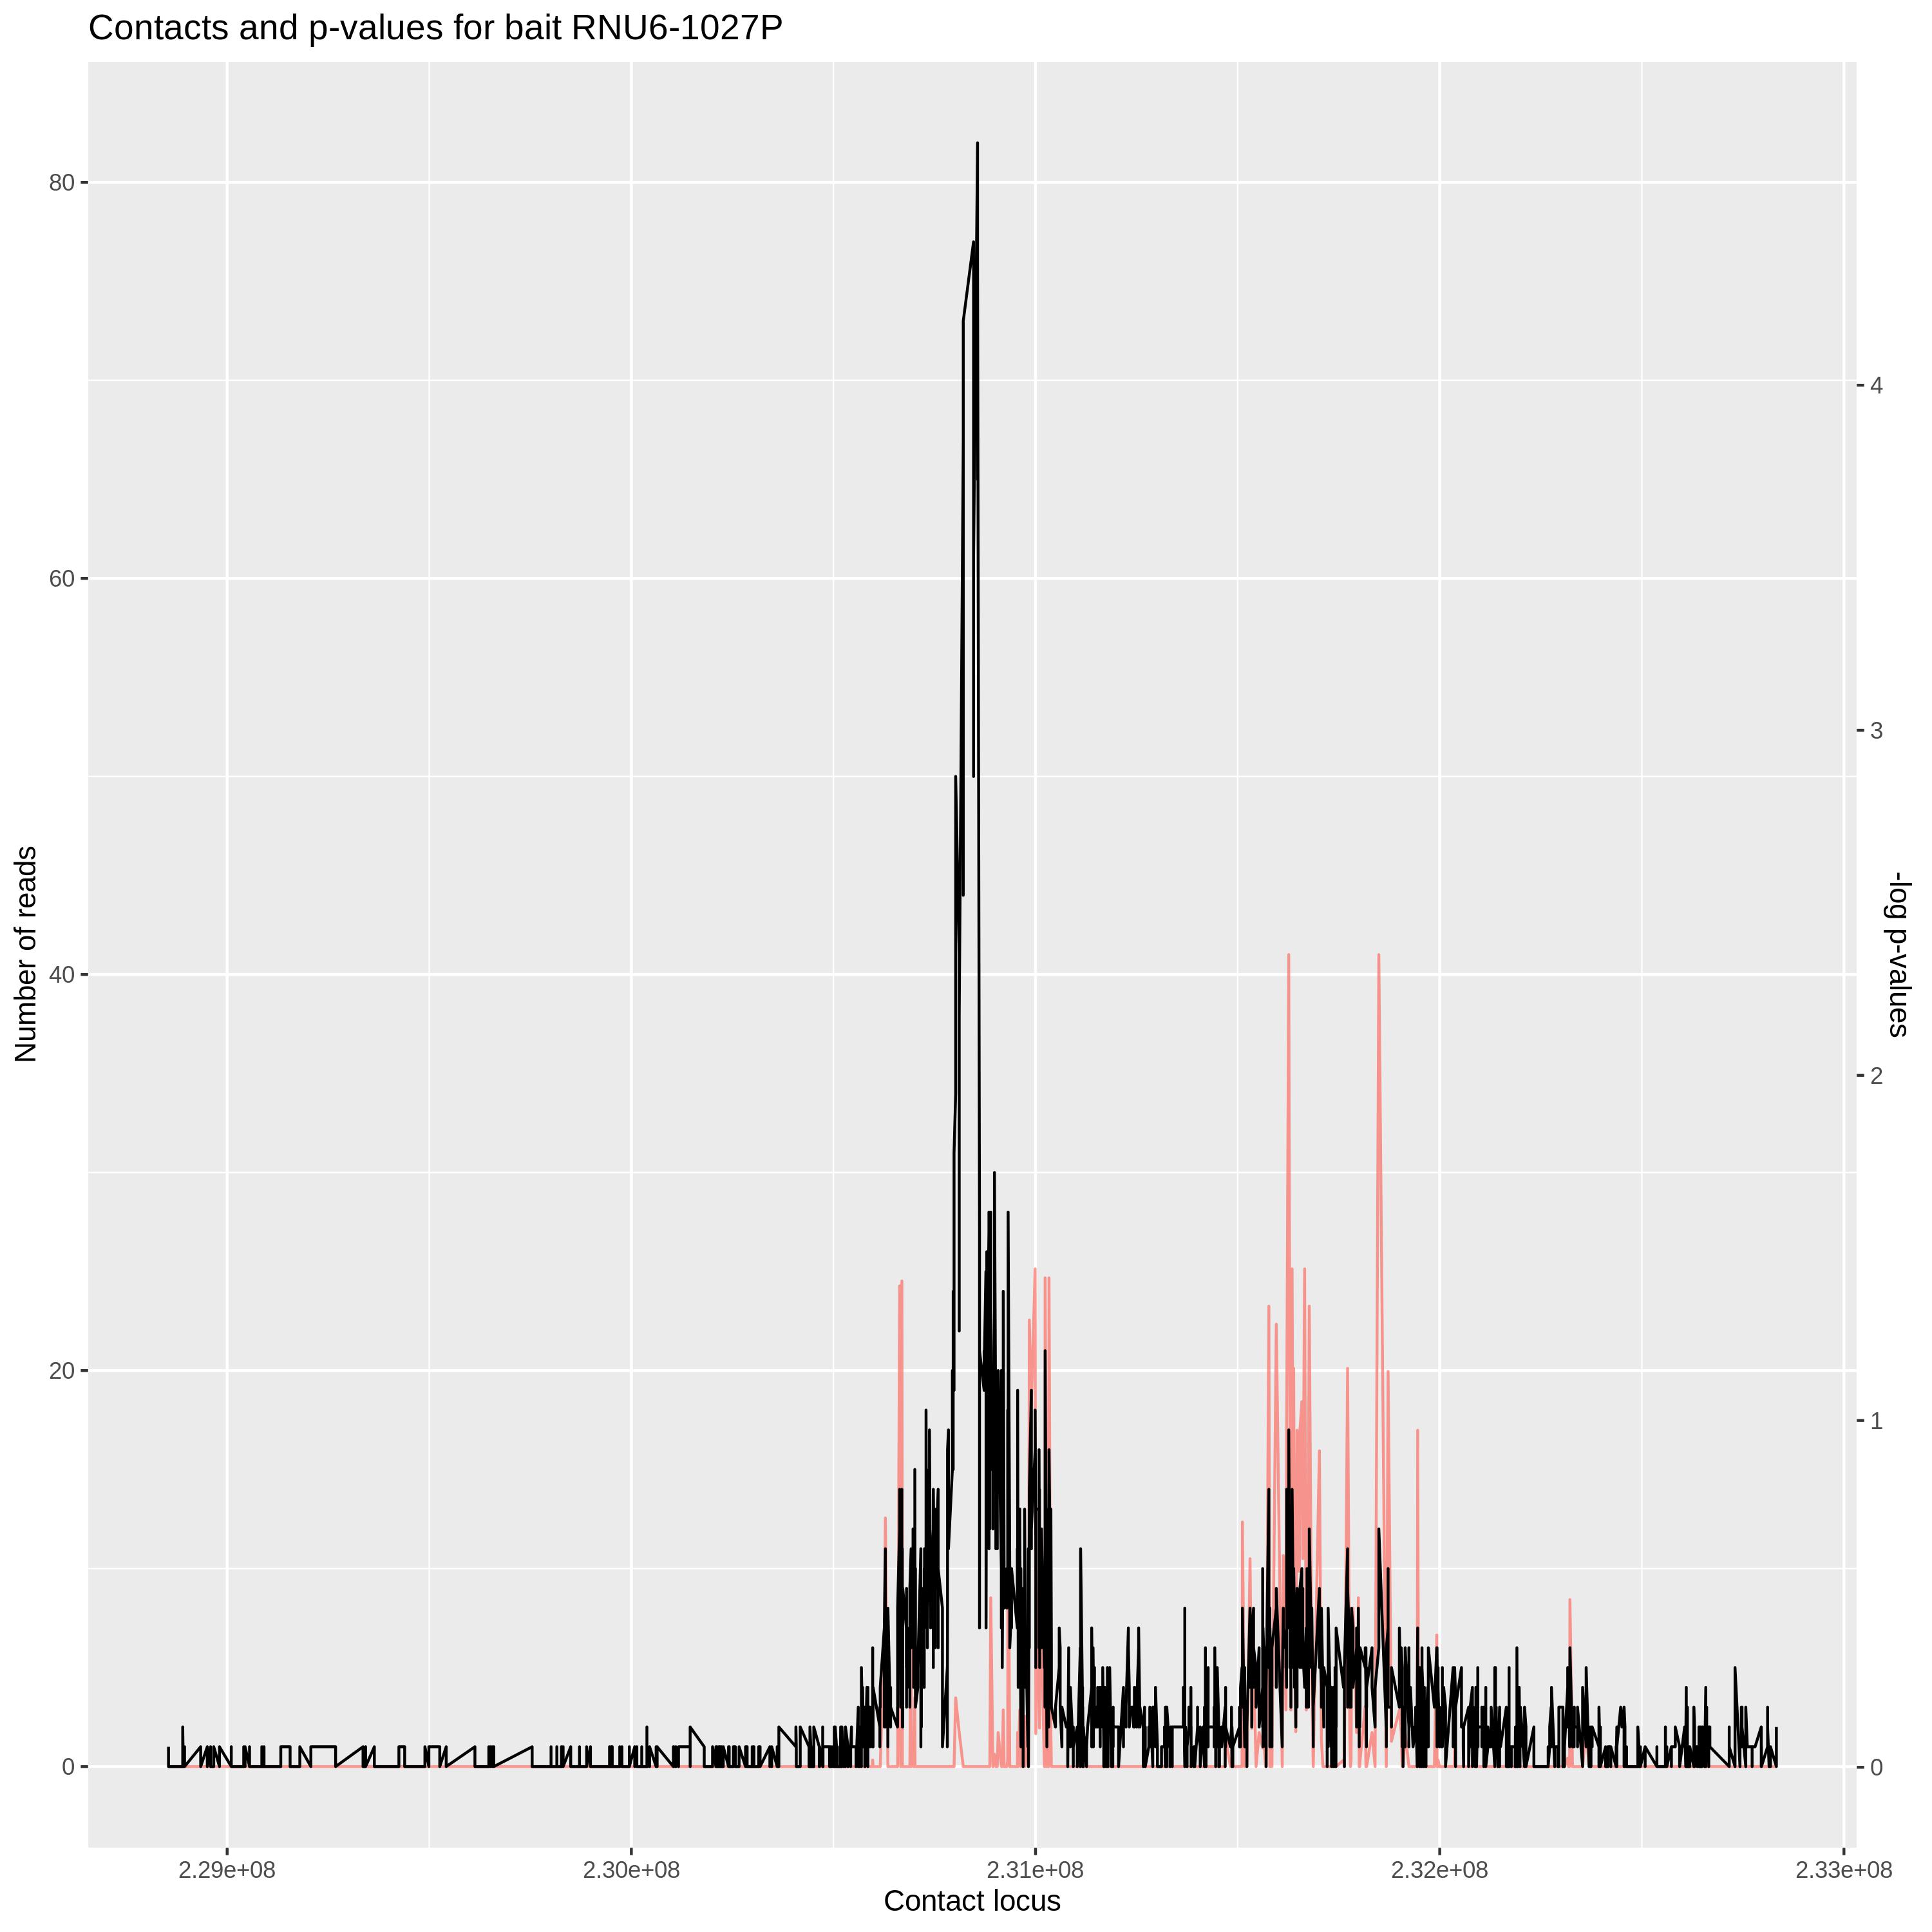 Contacts and p-values for bait RNU6-1027P
80
60
40
20
0
Number of reads
4
3
2
1
0
-log p-values
2.29e+08
2.30e+08
2.31e+08
2.32e+08
2.33e+08
Contact locus